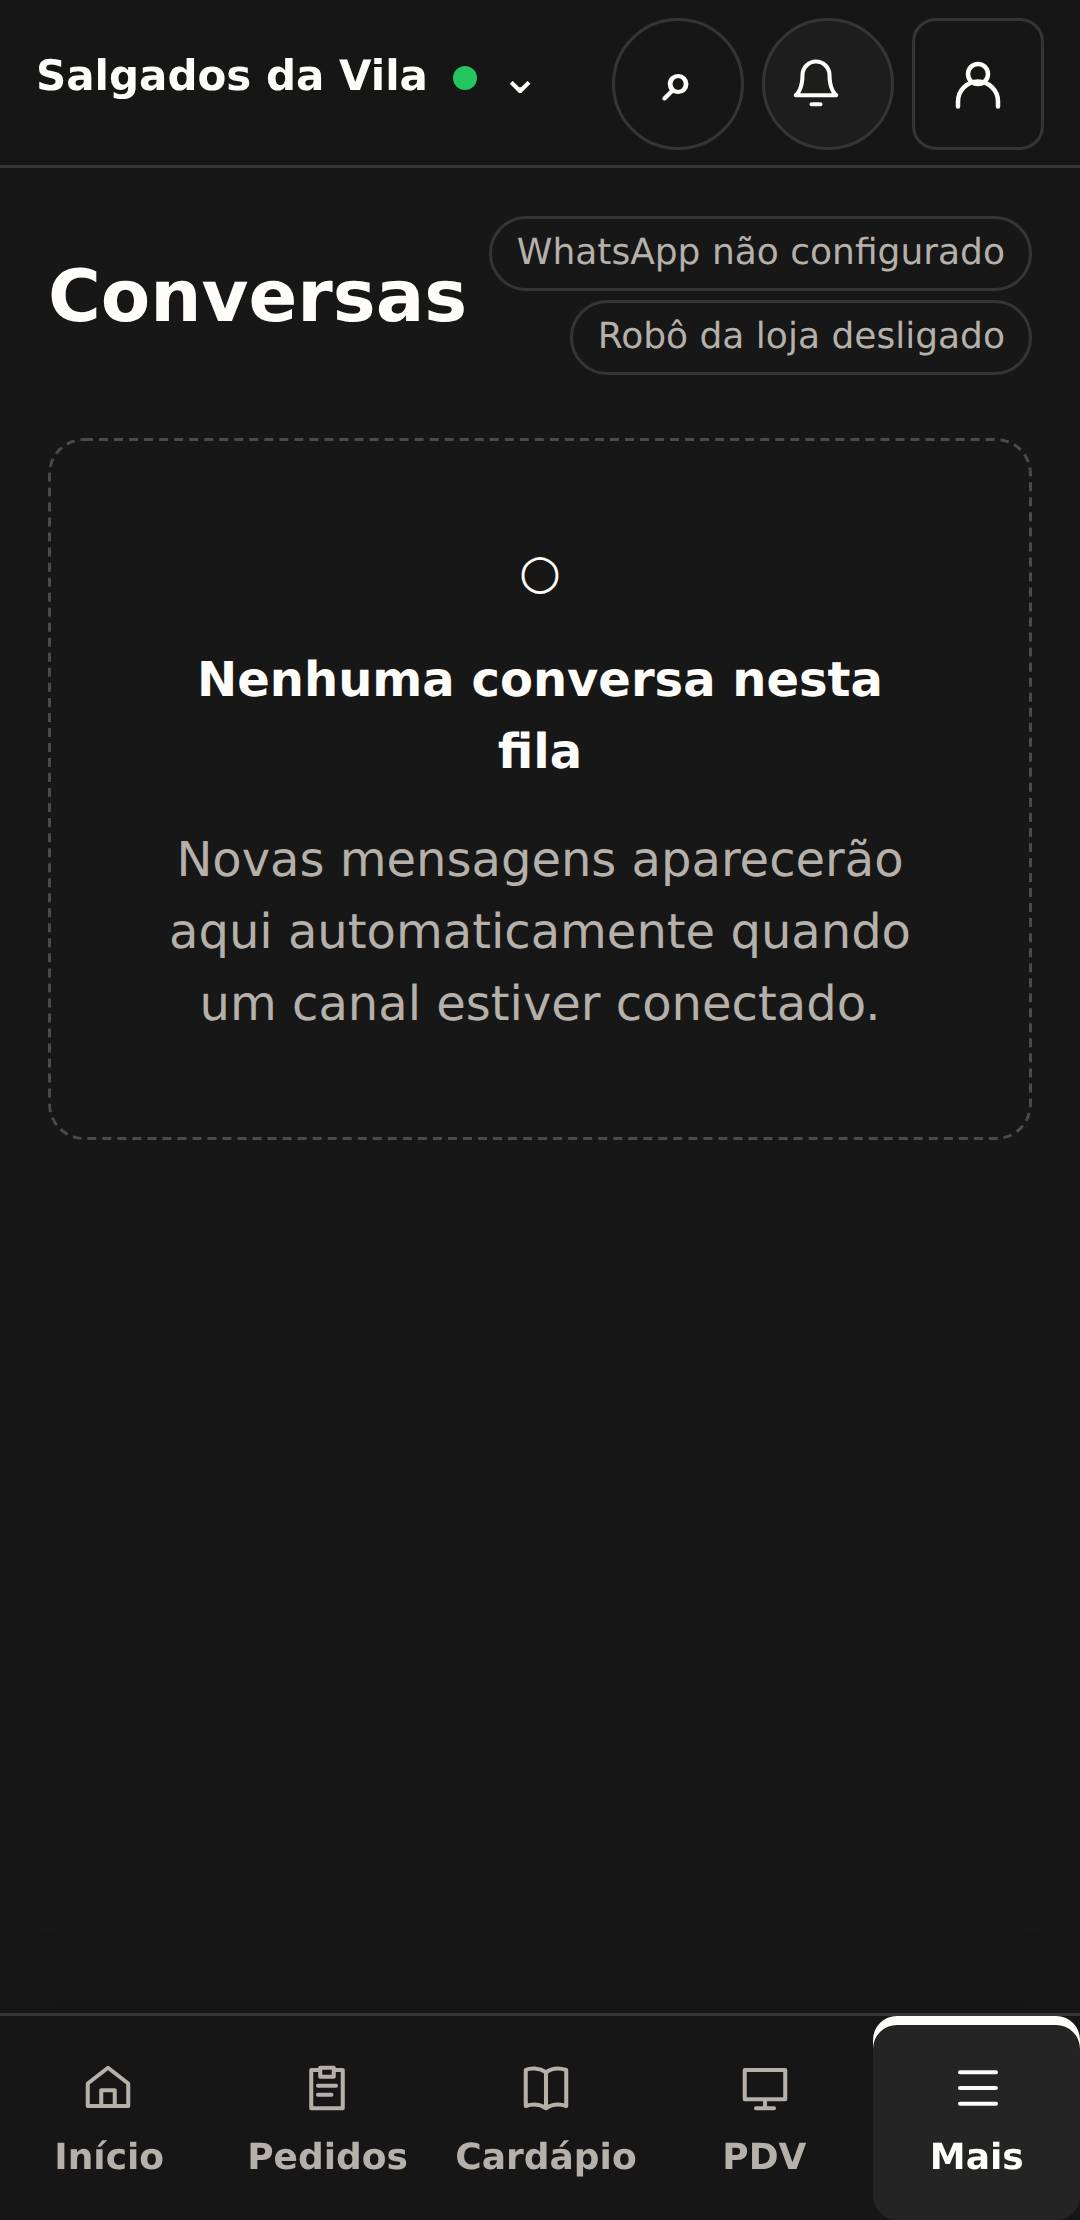 Salgados da Vila
Conversas
WhatsApp não configurado
Robô da loja desligado
Nenhuma conversa nesta
fila
Novas mensagens aparecerão
aqui automaticamente quando
um canal estiver conectado.
Início
Pedidos
Cardápio
PDV
Mais